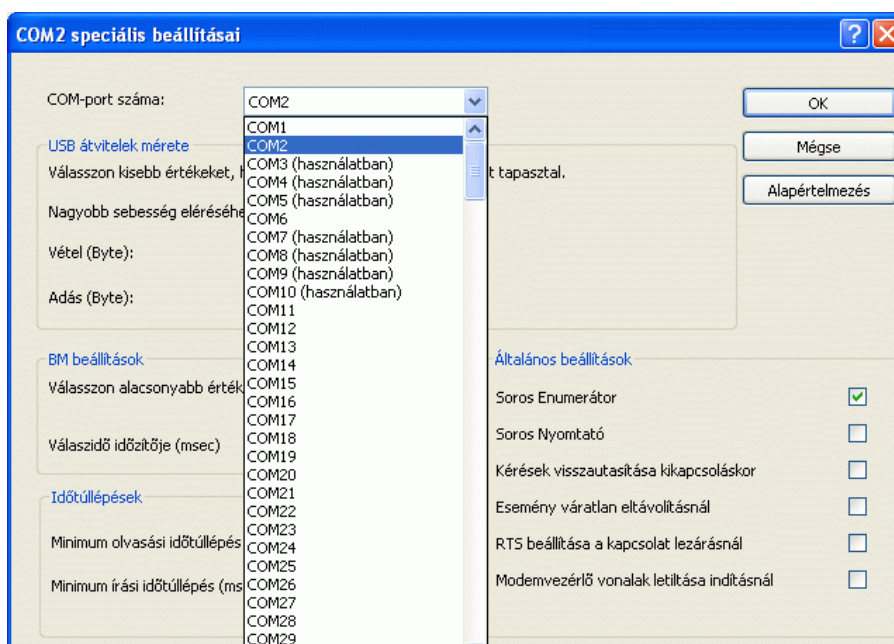 COM2 speciális beállításai
COM-port száma:
COM2
OK
Mégse
Alapértelmezés
COM1
COM2
COM3 (használatban)
COM4 (használatban)
COM5 (használatban)
COM6
COM7 (használatban)
COM8 (használatban)
COM9 (használatban)
COM10 (használatban)
COM11
COM12
COM13
COM14
COM15
COM16
COM17
COM18
COM19
COM20
COM21
COM22
COM23
COM24
COM25
COM26
COM27
COM28
COM29
USB átvitelek mérete
Válasszon kisebb értékeket, t tapasztal.
Nagyobb sebesség eléréséhe
Vétel (Byte):
Adás (Byte):
BM beállítások
Válasszon alacsonyabb érték
Válaszidő időzítője (msec)
Időtúllépések
Minimum olvasási időtúllépés
Minimum írási időtúllépés (ms
Általános beállítások
Soros Enumerátor
Soros Nyomtató
Kérések visszautasítása kikapcsoláskor
Esemény váratlan eltávolításnál
RTS beállítása a kapcsolat lezárásnál
Modemvezérlő vonalak letiltása indításnál